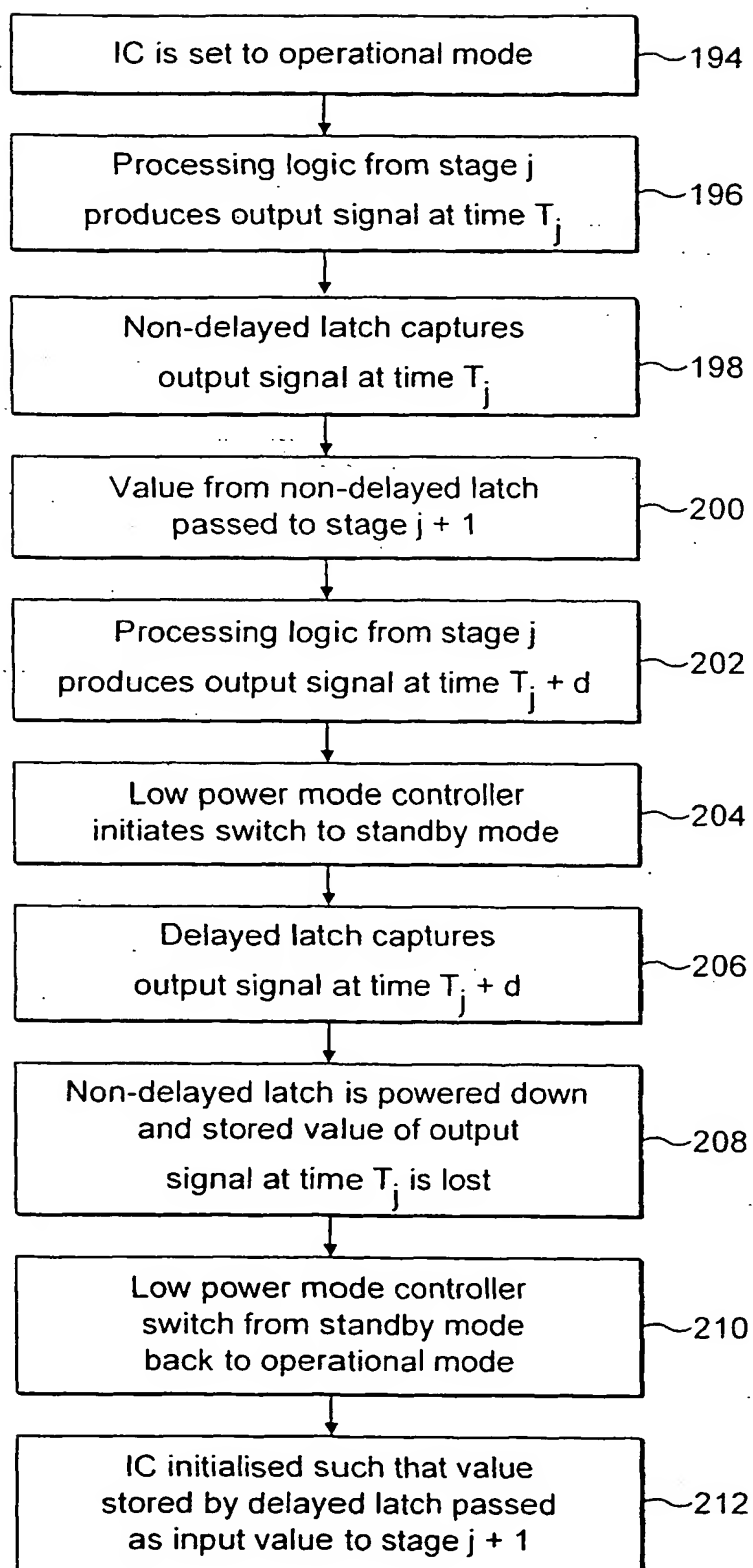 IC is set to operational mode
194
Processing logic from stage j
produces output signal at time Tj
196
Non-delayed latch captures
output signal at time Tj
198
Value from non-delayed latch
passed to stage j + 1
200
Processing logic from stage j
produces output signal at time Tj + d
202
Low power mode controller
initiates switch to standby mode
204
Delayed latch captures
output signal at time Tj + d
206
Non-delayed latch is powered down
and stored value of output
signal at time Tj is lost
208
Low power mode controller
switch from standby mode
back to operational mode
210
IC initialised such that value
stored by delayed latch passed
as input value to stage j + 1
212